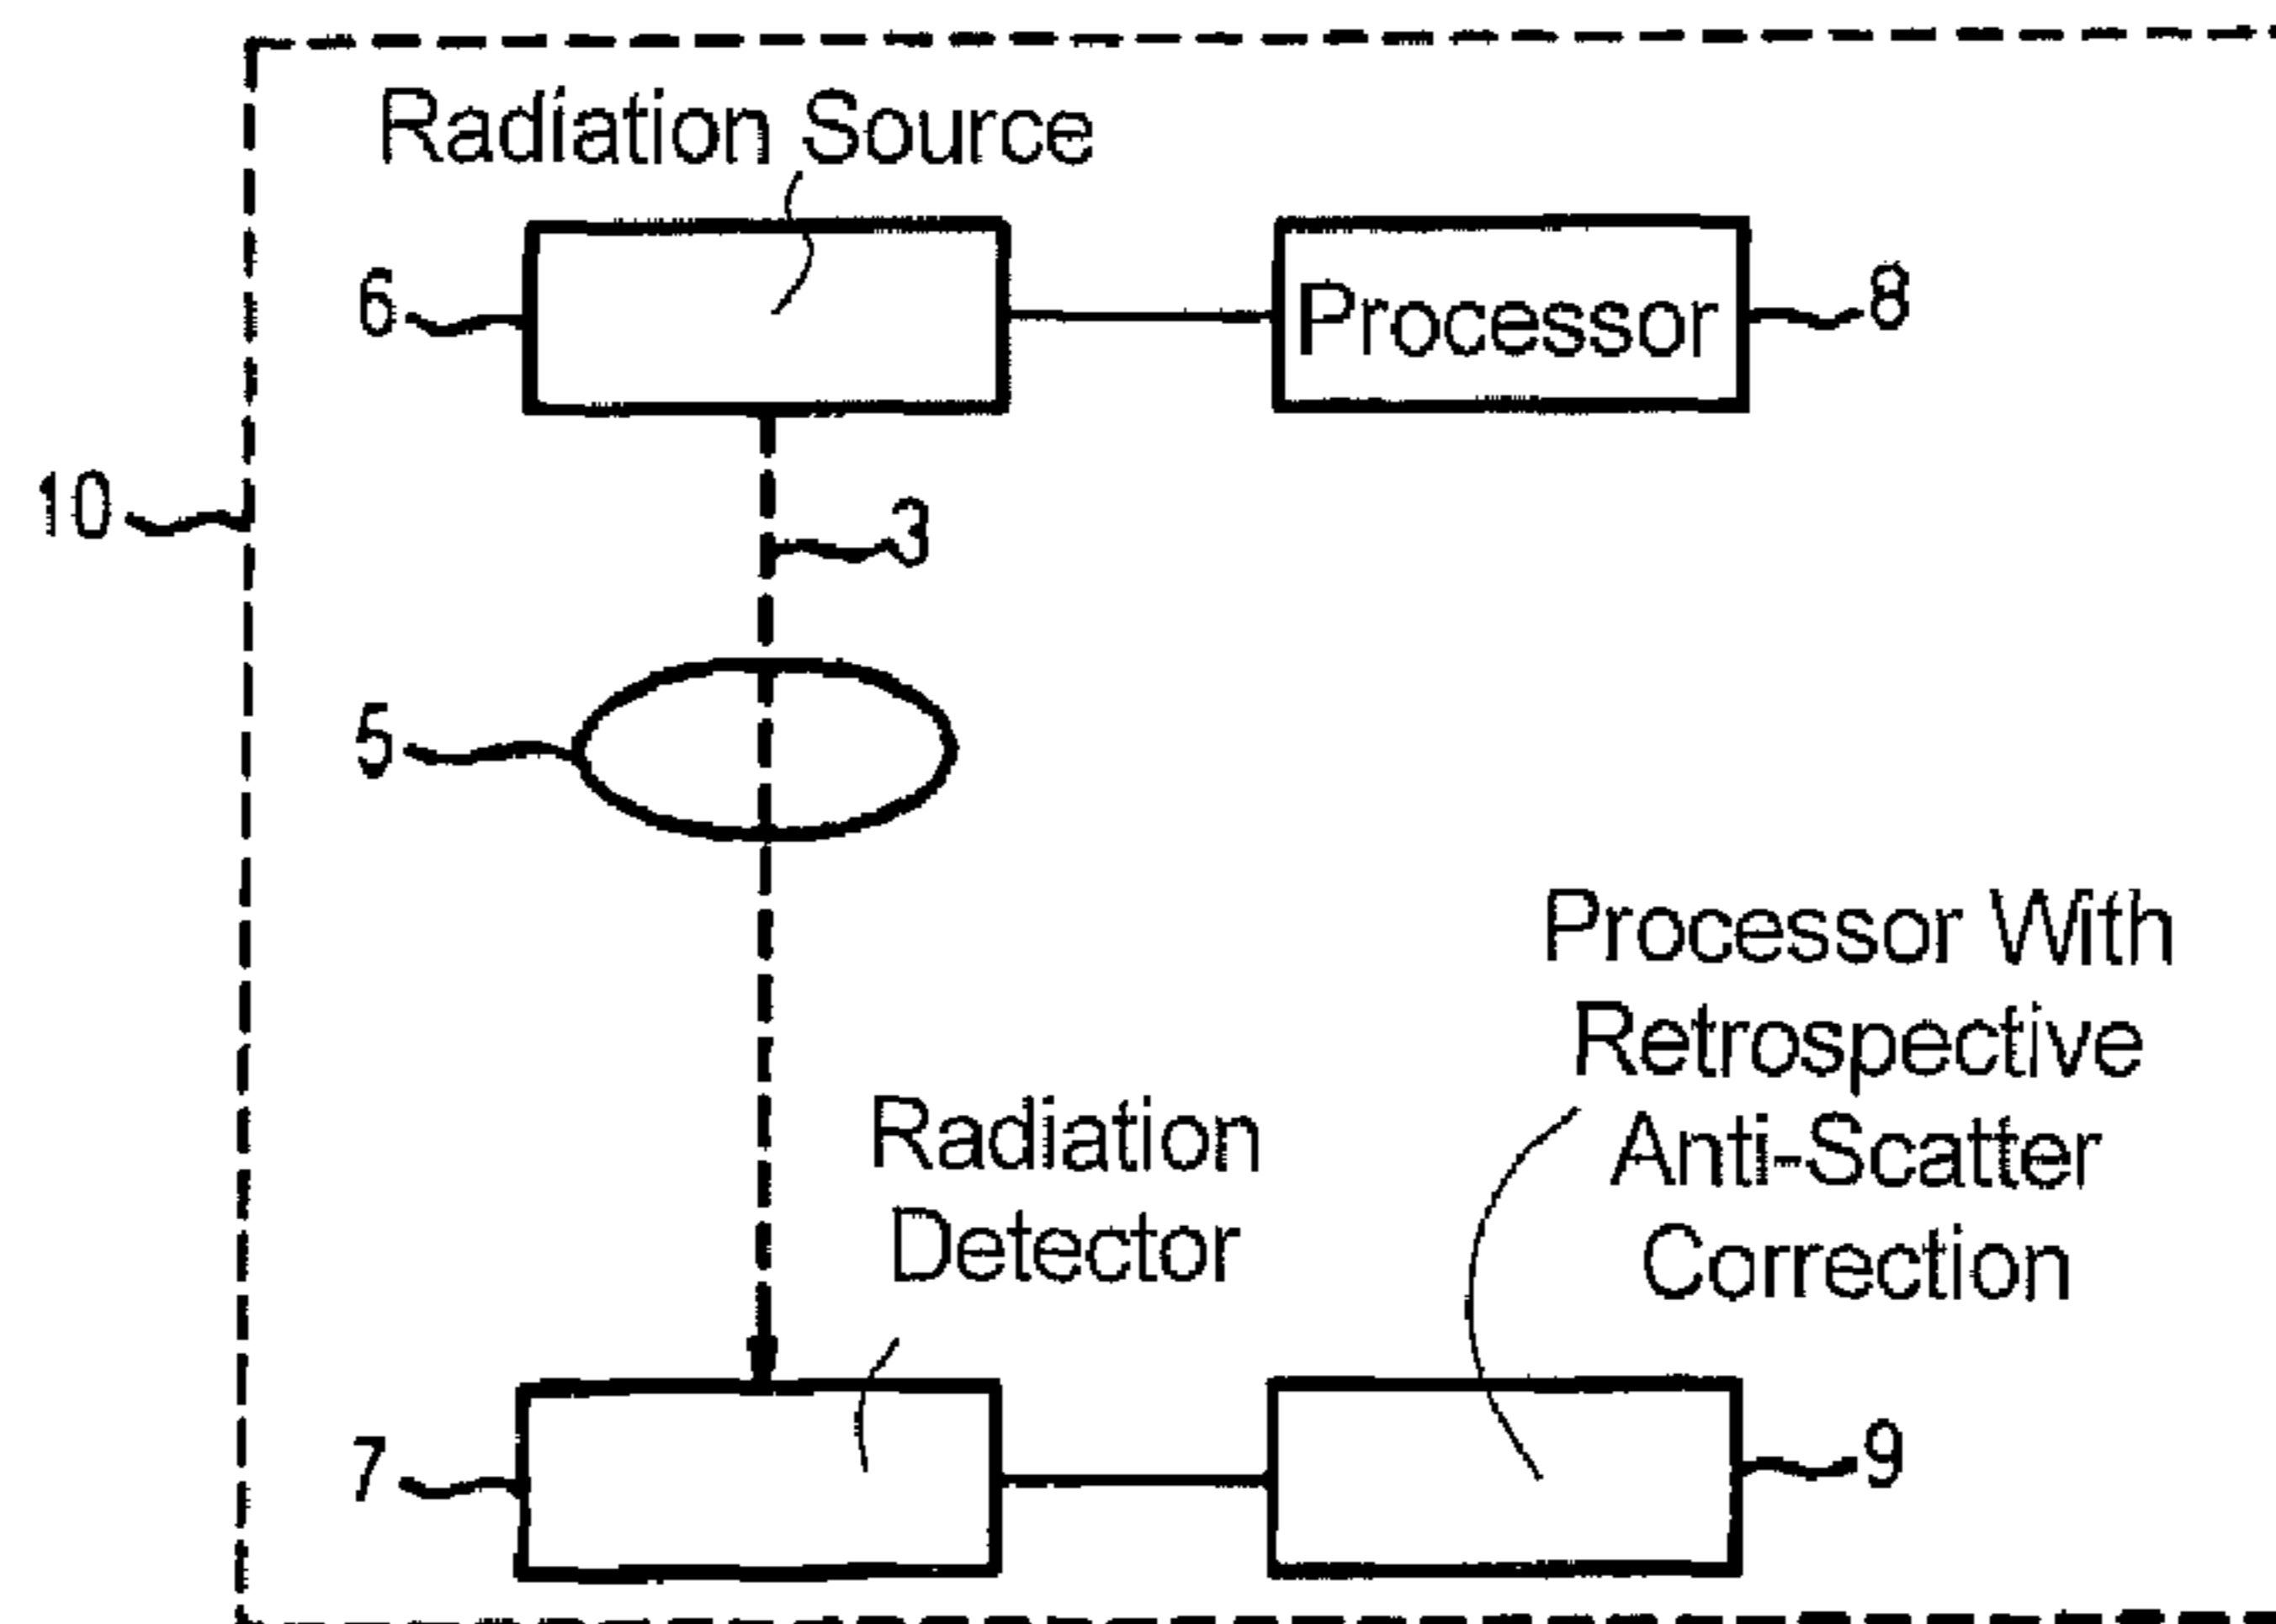 Radiation Source
6
Processor
8
10
3
5
Processor With
Retrospective
Anti-Scatter
Correction
Radiation
Detector
7
9